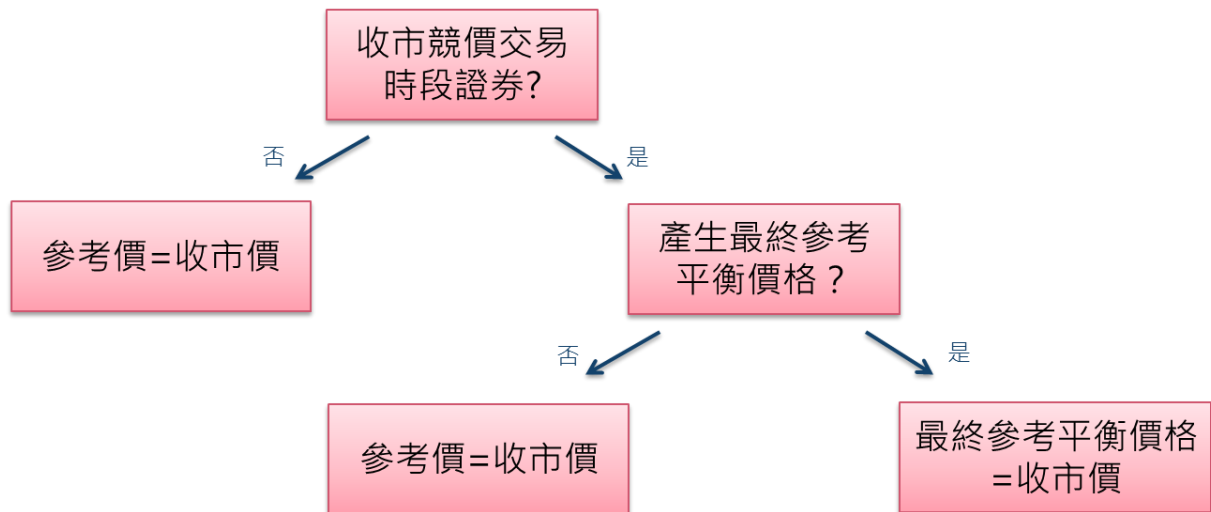 收市競價交易
時段證券?
否
是
參考價=收市價
產生最終參考
平衡價格？
否
是
參考價=收市價
最終參考平衡價格
=收市價